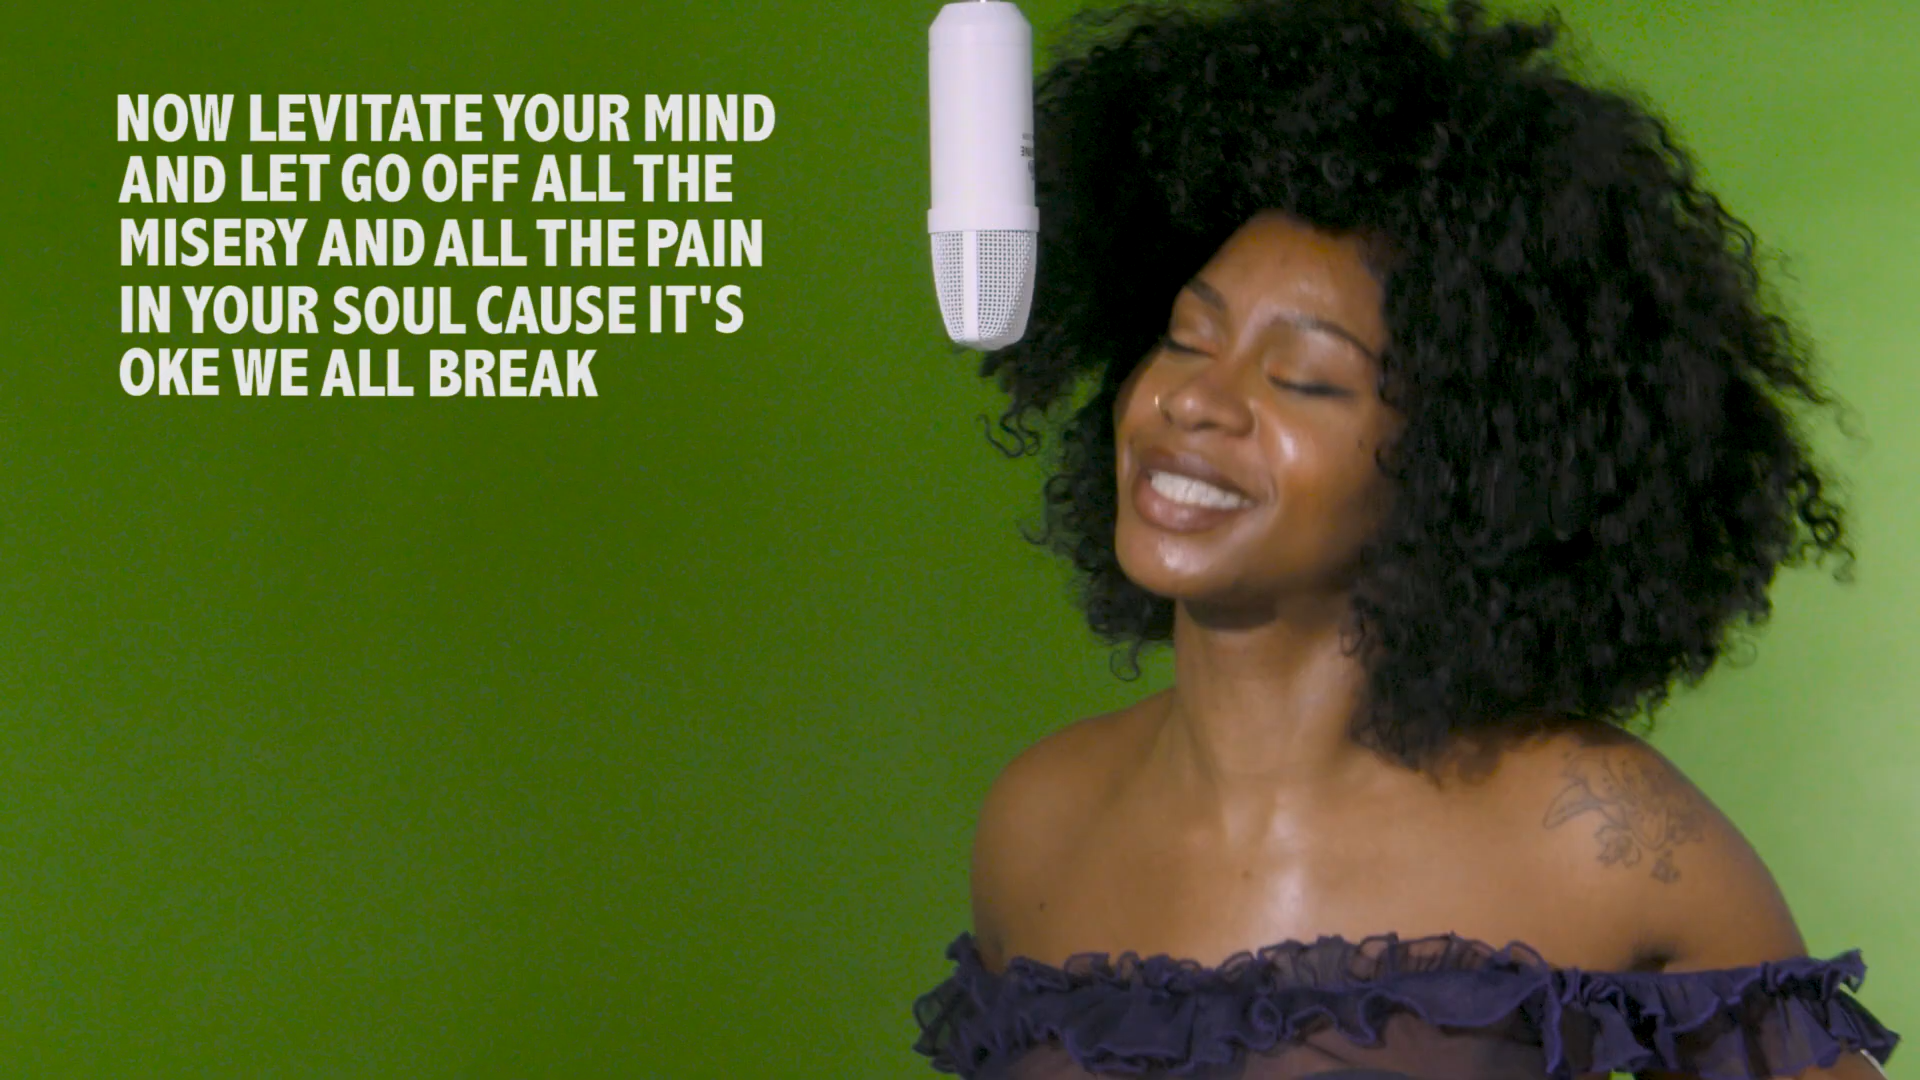 NOW LEVITATE YOUR MIND
AND LET GO OFF ALL THE
MISERY AND ALL THE PAIN
IN YOUR SOUL CAUSE IT'S
OKE WE ALL BREAK